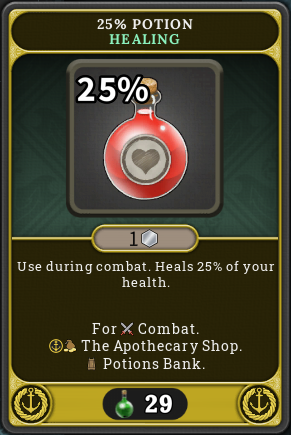 25% POTION
HEALING
25%
1
Use during combat. Heals 25% of your
health.
For Combat.
The Apothecary Shop.
Potions Bank.
29